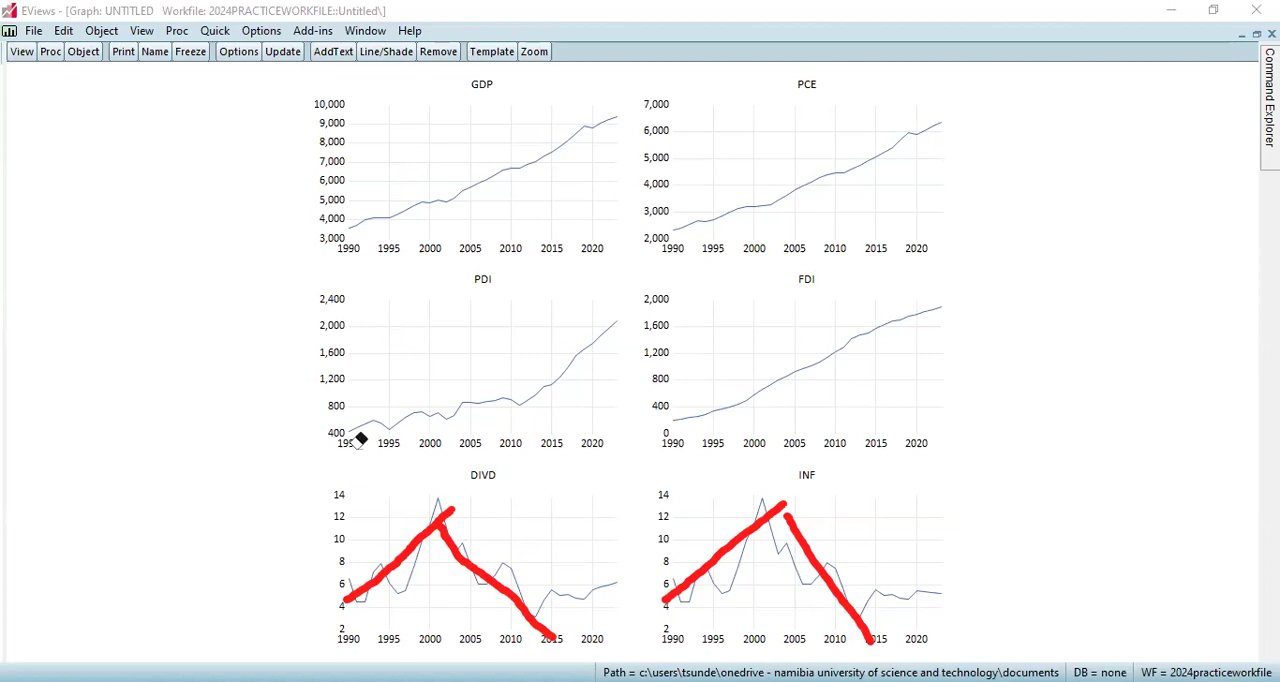 EViews - [Graph: UNTITLED   Workfile: 2024PRACTICEWORKFILE::Untitled\]
File Edit Object View Proc Quick Options Add-ins Window Help
View Proc Object Print Name Freeze Options Update AddText Line/Shade Remove Template Zoom
Command Explorer
GDP
10,000
9,000
8,000
7,000
6,000
5,000
4,000
3,000
1990 1995 2000 2005 2010 2015 2020
PCE
7,000
6,000
5,000
4,000
3,000
2,000
1990 1995 2000 2005 2010 2015 2020
PDI
2,400
2,000
1,600
1,200
800
400
1995 2000 2005 2010 2015 2020
FDI
2,000
1,600
1,200
800
400
0
1990 1995 2000 2005 2010 2015 2020
DIVD
14
12
10
8
6
4
2
1990 1995 2000 2005 2010 2015 2020
INF
14
12
10
8
6
4
2
1990 1995 2000 2005 2010 2015 2020
Path = c:\users\tsunde\onedrive - namibia university of science and technology\documents DB = none WF = 2024practiceworkfile